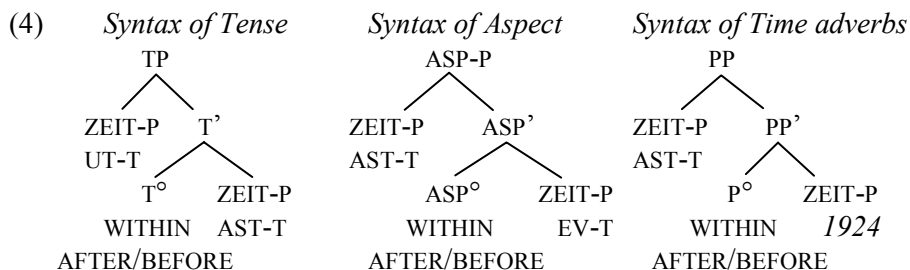 (4) Syntax of Tense Syntax of Aspect Syntax of Time adverbs
TP ASP-P PP
ZEIT-P T’ ZEIT-P ASP’ ZEIT-P PP’
UT-T AST-T AST-T
T° ZEIT-P ASP° ZEIT-P P° ZEIT-P
WITHIN AST-T WITHIN EV-T WITHIN 1924
AFTER/BEFORE AFTER/BEFORE AFTER/BEFORE